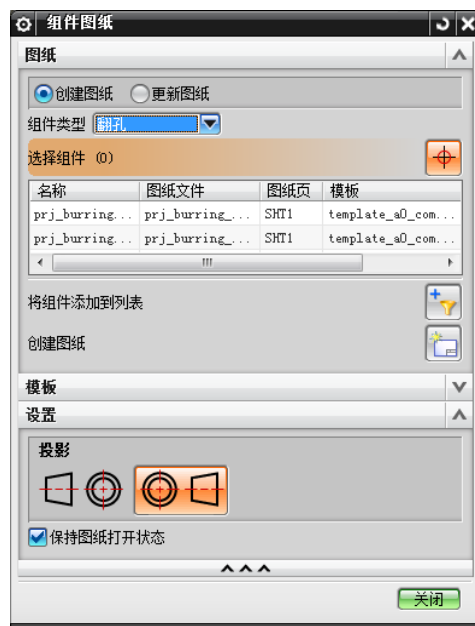 组件图纸
图纸
创建图纸 更新图纸
组件类型 翻孔
选择组件 (0)
名称 图纸文件 图纸页 模板
prj_burring... prj_burring_... SHT1 template_a0_com...
prj_burring... prj_burring_... SHT1 template_a0_com...
将组件添加到列表
创建图纸
模板
设置
投影
保持图纸打开状态
关闭